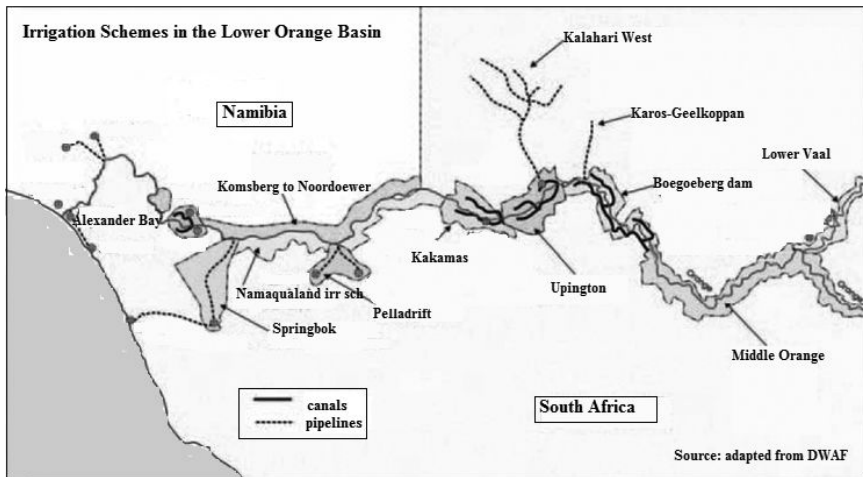 Irrigation Schemes in the Lower Orange Basin
Kalahari West
Namibia
Karos-Geelkoppan
Lower Vaal
Komsberg to Noordoewer
Boegoeberg dam
Alexander Bay
Kakamas
Upington
Namaqualand irr sch
Pelladrift
Springbok
Middle Orange
canals
pipelines
South Africa
Source: adapted from DWAF